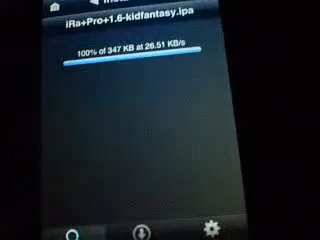 iRa+Pro+1.6-kidfantasy.ipa
100% of 347 KB at 26.51 KB/s